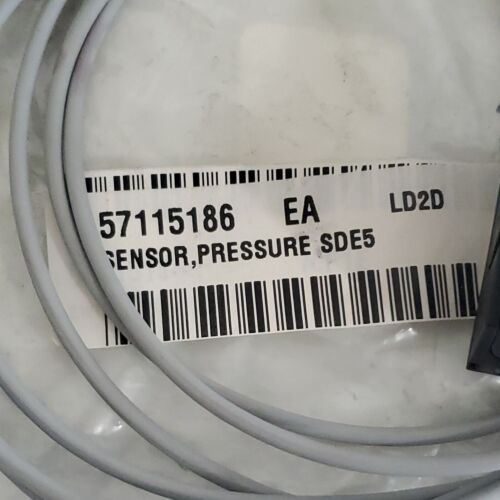 57115186 EA LD2D
SENSOR,PRESSURE SDE5